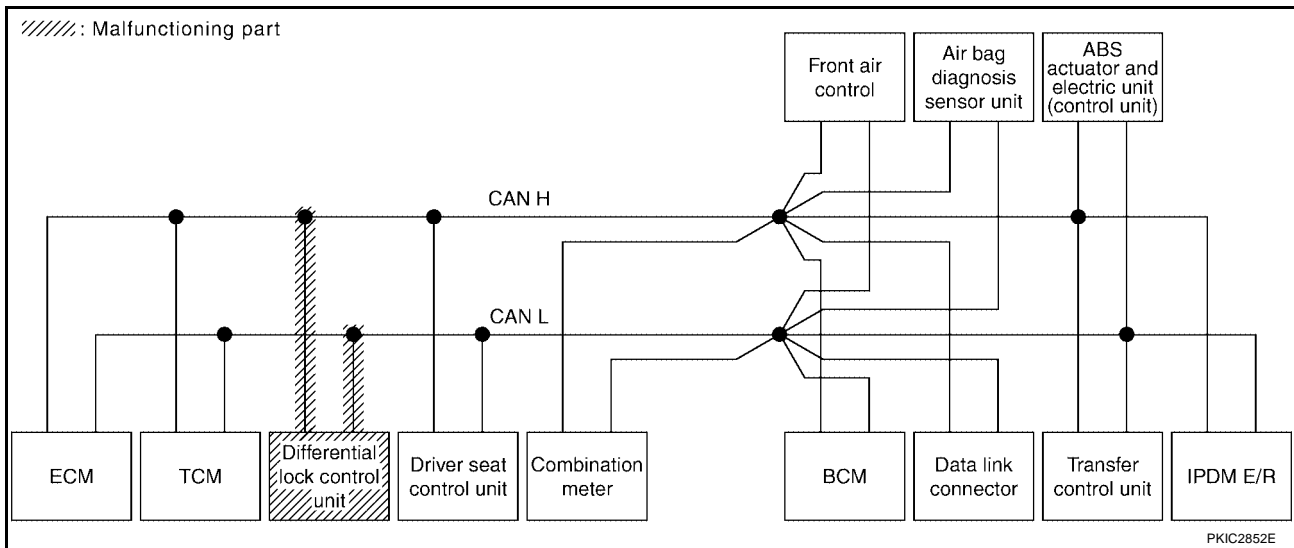 : Malfunctioning part
Front air
control
Air bag
diagnosis
sensor unit
ABS
actuator and
electric unit
(control unit)
CAN H
CAN L
ECM
TCM
Differential
lock control
unit
Driver seat
control unit
Combination
meter
BCM
Data link
connector
Transfer
control unit
IPDM E/R
PKIC2852E